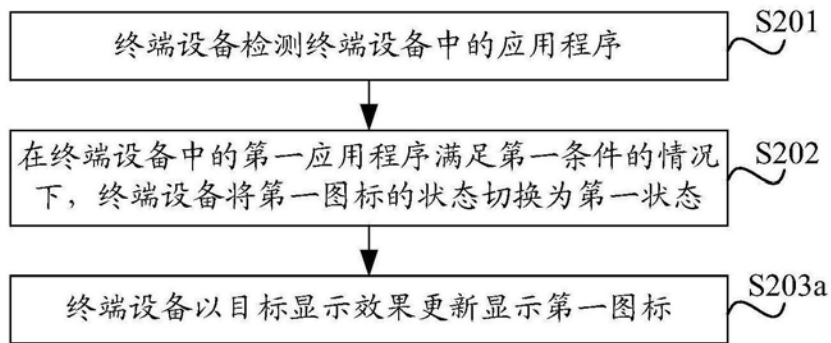 终端设备检测终端设备中的应用程序 S201
在终端设备中的第一应用程序满足第一条件的情况 S202
下，终端设备将第一图标的状态切换为第一状态
终端设备以目标显示效果更新显示第一图标 S203a